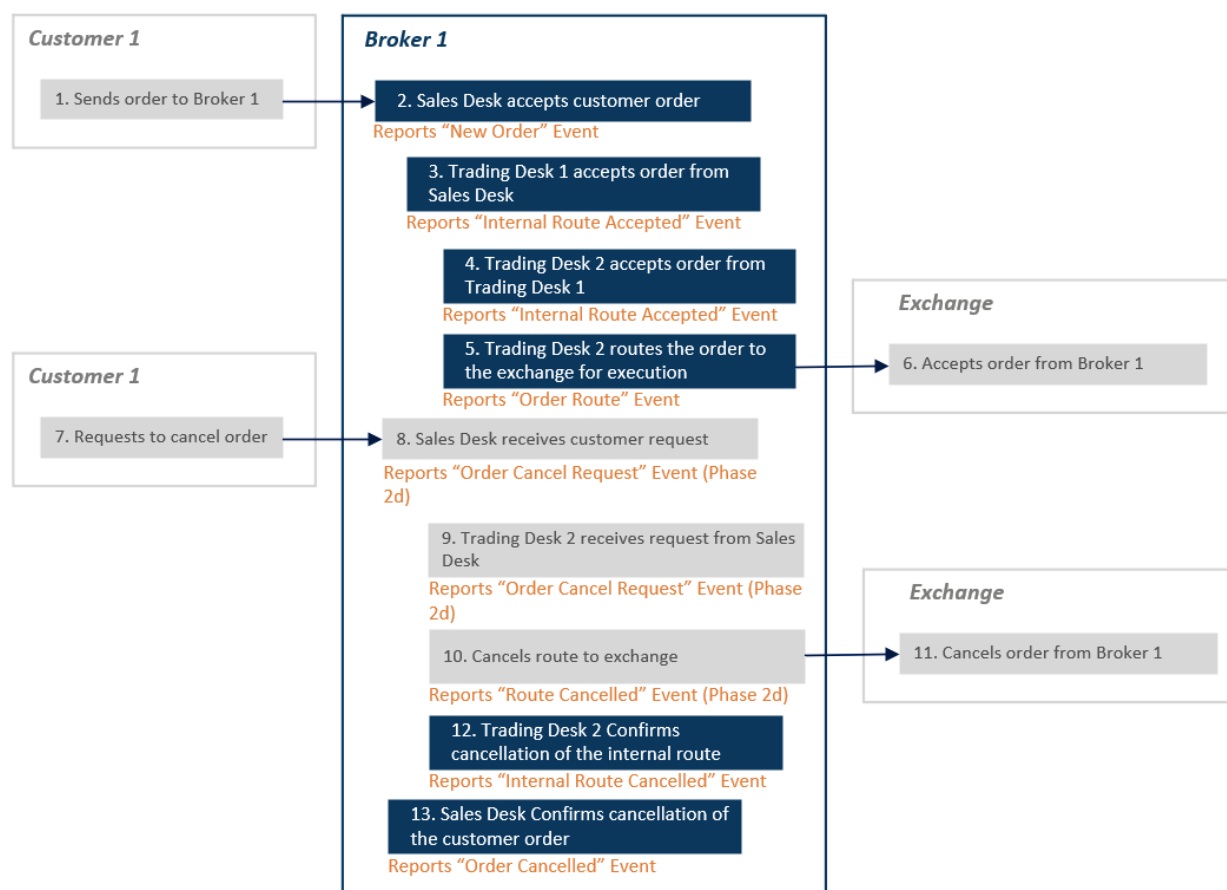 Customer 1
1. Sends order to Broker 1
Broker 1
2. Sales Desk accepts customer order
Reports “New Order” Event
3. Trading Desk 1 accepts order from
Sales Desk
Reports “Internal Route Accepted” Event
4. Trading Desk 2 accepts order from
Trading Desk 1
Reports “Internal Route Accepted” Event
5. Trading Desk 2 routes the order to
the exchange for execution
Reports “Order Route” Event
Exchange
6. Accepts order from Broker 1
Customer 1
7. Requests to cancel order
8. Sales Desk receives customer request
Reports “Order Cancel Request” Event (Phase
2d)
9. Trading Desk 2 receives request from Sales
Desk
Reports “Order Cancel Request” Event (Phase
2d)
10. Cancels route to exchange
Reports “Route Cancelled” Event (Phase 2d)
Exchange
11. Cancels order from Broker 1
12. Trading Desk 2 Confirms
cancellation of the internal route
Reports “Internal Route Cancelled” Event
13. Sales Desk Confirms cancellation of
the customer order
Reports “Order Cancelled” Event